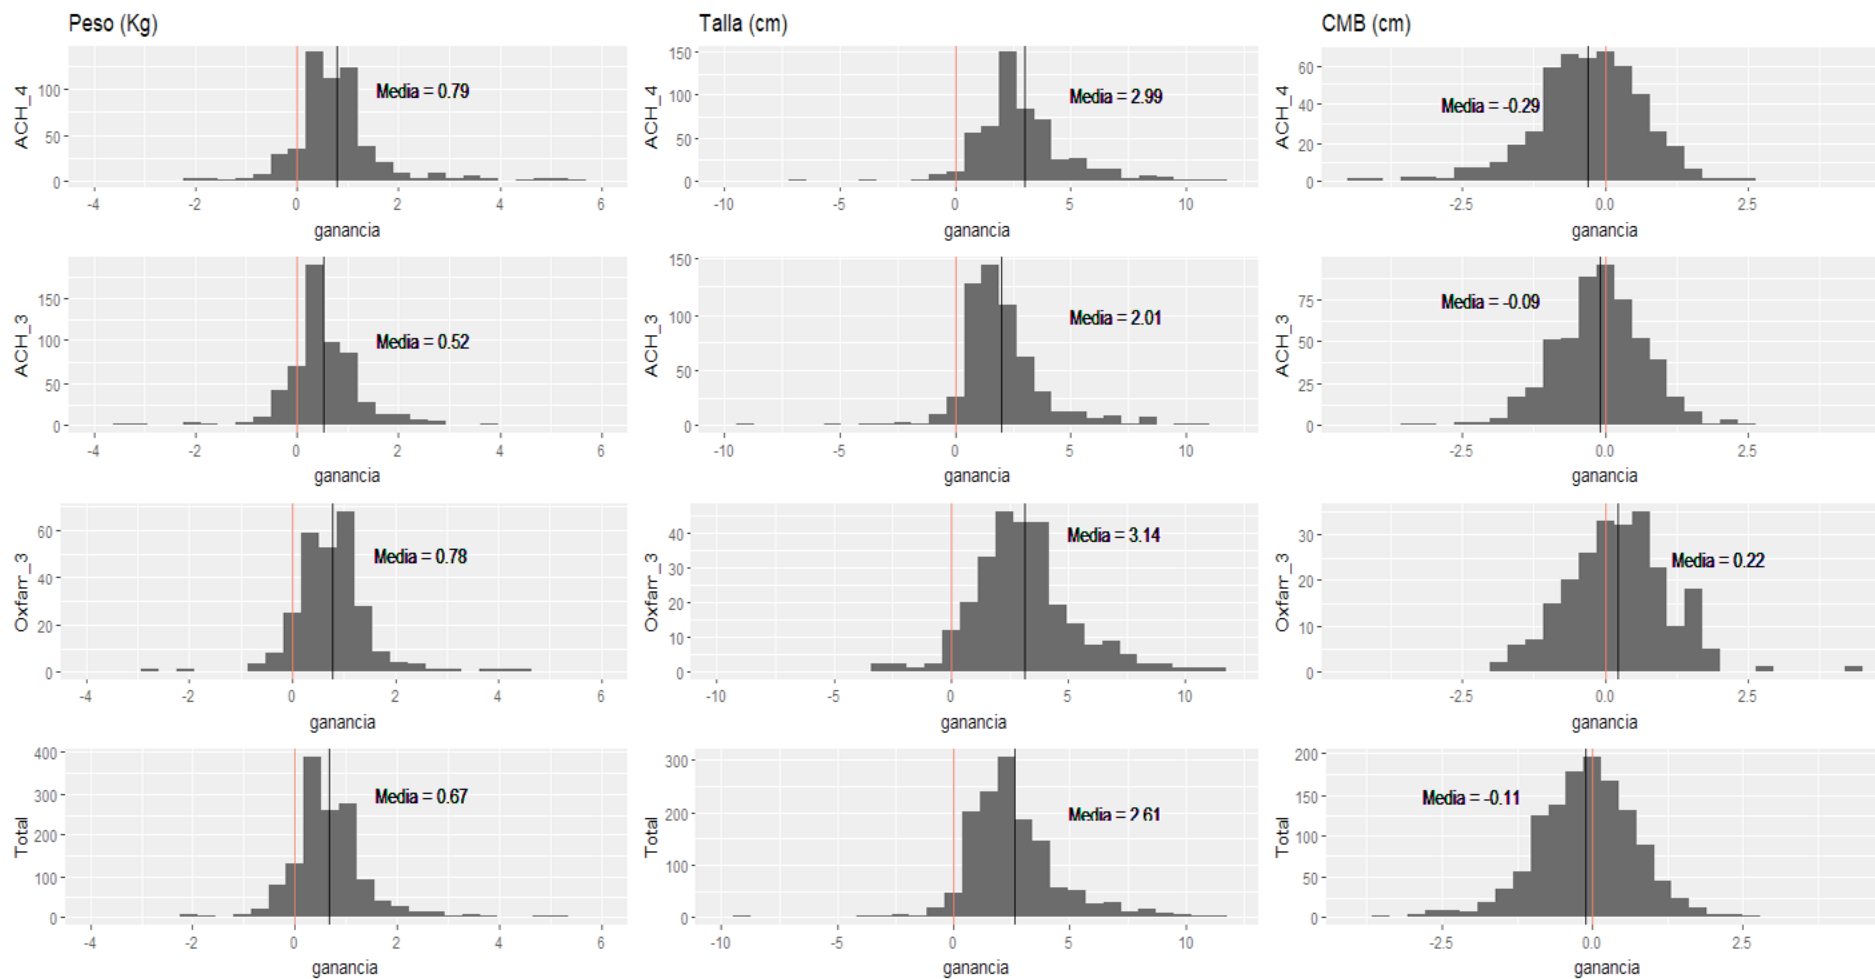 Peso (Kg) Talla (cm) CMB (cm)
ACH_4
100
50
0
Media = 0.79
-4 -2 0 2 4 6
ganancia
ACH_4
150
100
50
0
Media = 2.99
-10 -5 0 5 10
ganancia
ACH_4
60
40
20
0
Media = -0.29
-2.5 0.0 2.5
ganancia
ACH_3
150
100
50
0
Media = 0.52
-4 -2 0 2 4 6
ganancia
ACH_3
150
100
50
0
Media = 2.01
-10 -5 0 5 10
ganancia
ACH_3
75
50
25
0
Media = -0.09
-2.5 0.0 2.5
ganancia
Oxfam_3
60
40
20
0
Media = 0.78
-4 -2 0 2 4 6
ganancia
Oxfam_3
40
30
20
10
0
Media = 3.14
-10 -5 0 5 10
ganancia
Oxfam_3
30
20
10
0
Media = 0.22
-2.5 0.0 2.5
ganancia
Total
400
300
200
100
0
Media = 0.67
-4 -2 0 2 4 6
ganancia
Total
300
200
100
0
Media = 2.61
-10 -5 0 5 10
ganancia
Total
200
150
100
50
0
Media = -0.11
-2.5 0.0 2.5
ganancia